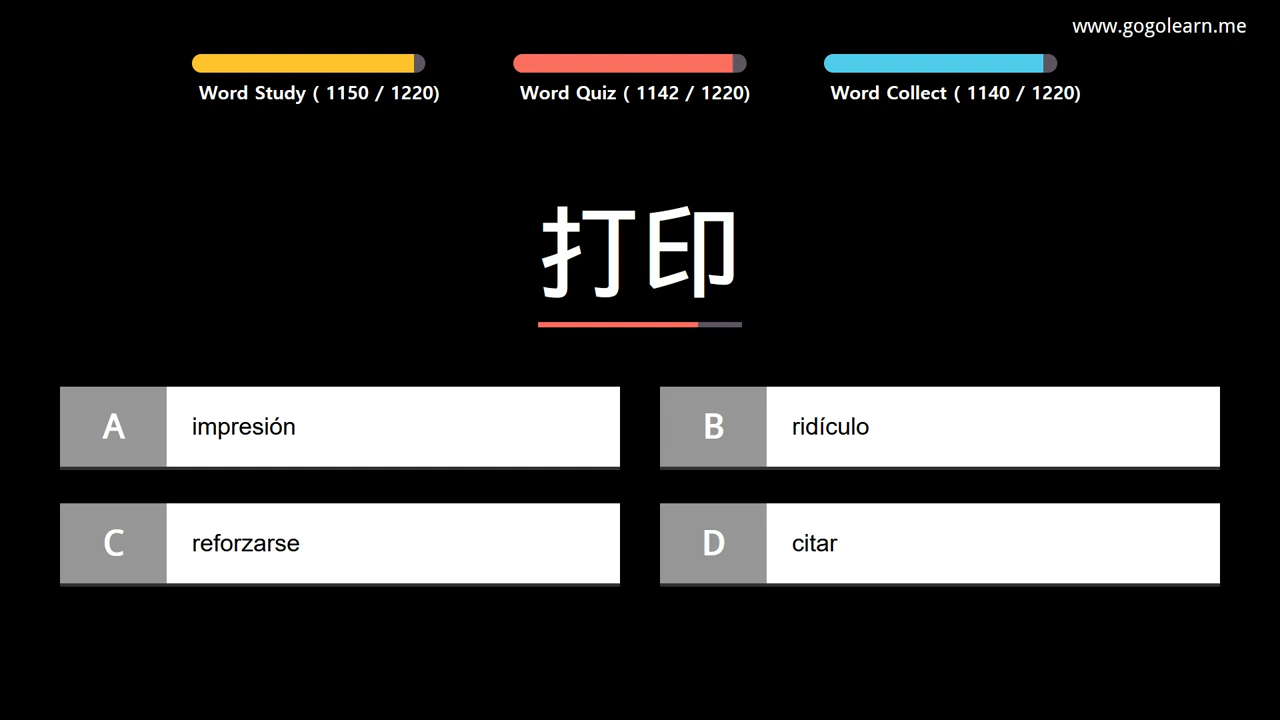 www.gogolearn.me
Word Study ( 1150 / 1220)
Word Quiz ( 1142 / 1220)
Word Collect ( 1140 / 1220)
打印
A impresión
B ridículo
C reforzarse
D citar